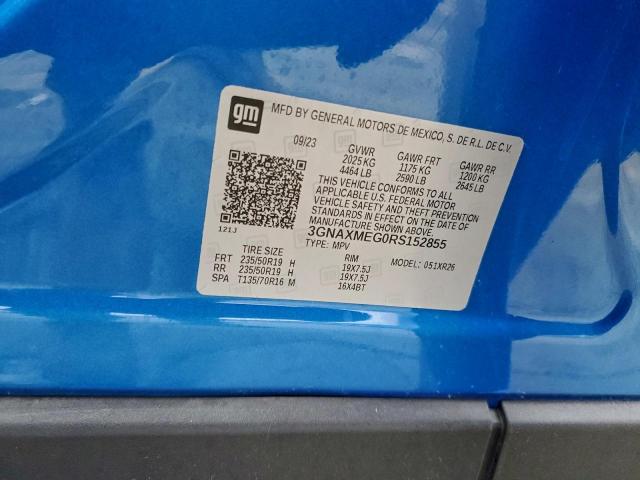 gm MFD BY GENERAL MOTORS DE MEXICO, S. DE R.L. DE C.V.
09/23 GVWR GAWR FRT GAWR RR
2025 KG 1175 KG 1200 KG
4464 LB 2590 LB 2645 LB
THIS VEHICLE CONFORMS TO ALL
APPLICABLE U.S. FEDERAL MOTOR
VEHICLE SAFETY AND THEFT PREVENTION
STANDARDS IN EFFECT ON THE DATE OF
MANUFACTURE SHOWN ABOVE.
121J 3GNAXMEG0RS152855
TYPE: MPV MODEL: 051XR26
TIRE SIZE RIM
FRT 235/50R19 H 19X7.5J
RR 235/50R19 H 19X7.5J
SPA T135/70R16 M 16X4BT